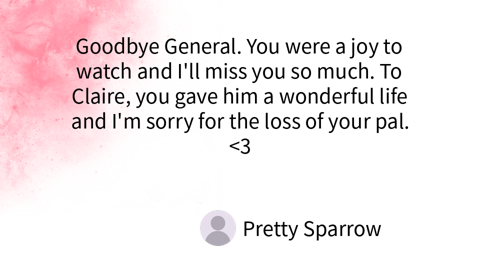 Goodbye General. You were a joy to
watch and I'll miss you so much. To
Claire, you gave him a wonderful life
and I'm sorry for the loss of your pal.
<3
Pretty Sparrow